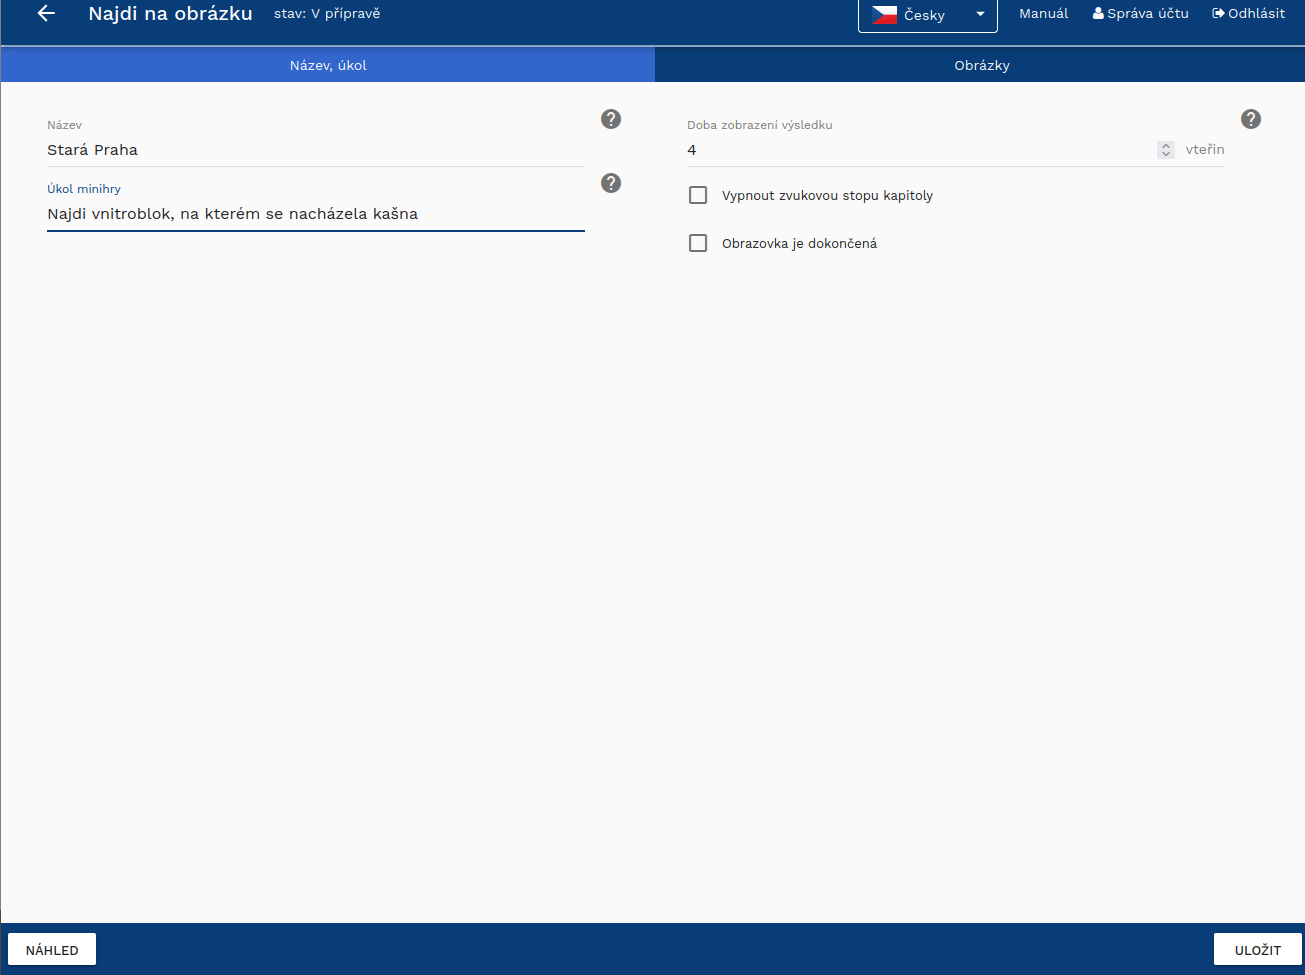 Najdi na obrázku stav: V přípravě Česky Manuál Správa účtu Odhlásit
Název, úkol Obrázky
Název
Stará Praha
Úkol minihry
Najdi vnitroblok, na kterém se nacházela kašna
Doba zobrazení výsledku
4 vteřin
Vypnout zvukovou stopu kapitoly
Obrazovka je dokončená
NÁHLED ULOŽIT